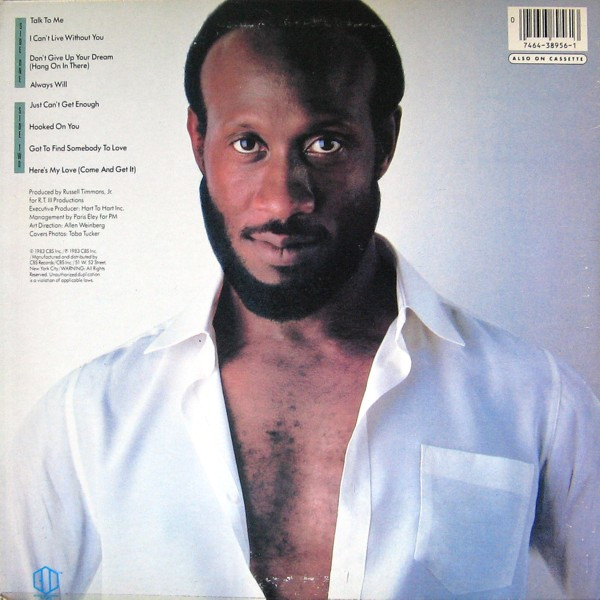 SIDE ONE
Talk To Me
I Can't Live Without You
Don't Give Up Your Dream
(Hang On In There)
Always Will
SIDE TWO
Just Can't Get Enough
Hooked On You
Got To Find Somebody To Love
Here's My Love (Come And Get It)
Produced by Russell Timmons, Jr.
for R.T. III Productions
Executive Producer: Hart To Hart Inc.
Management by Paris Eley for PM
Art Direction: Allen Weinberg
Covers Photos: Taba Tucker
© 1983 CBS Inc./℗ 1983 CBS Inc.
/Manufactured and distributed by
CBS Records/CBS Inc./51 W. 52 Street,
New York City/WARNING: All Rights
Reserved. Unauthorized duplication
is a violation of applicable laws.
0
7464-38956-1
ALSO ON CASSETTE